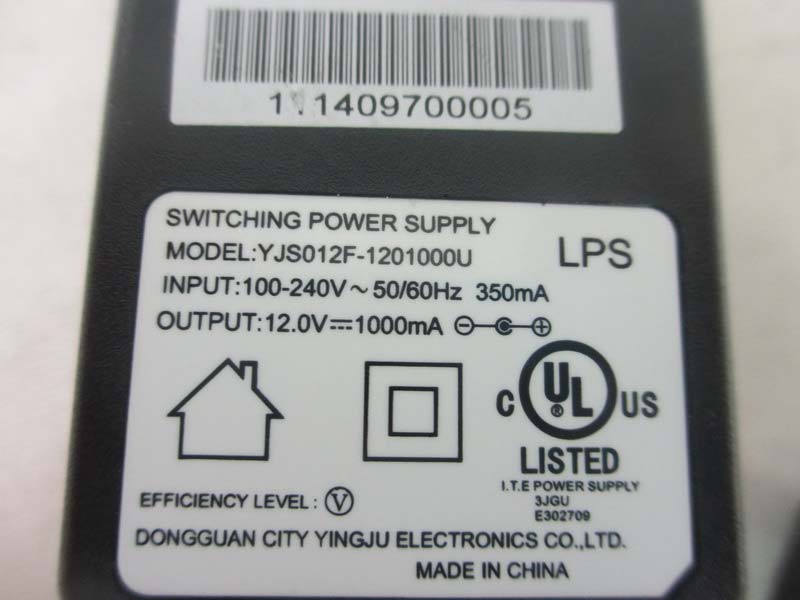 111409700005
SWITCHING POWER SUPPLY
MODEL:YJS012F-1201000U
LPS
INPUT:100-240V~50/60Hz 350mA
OUTPUT:12.0V⎓1000mA
C UL® US
LISTED
I.T.E POWER SUPPLY
3JGU
E302709
EFFICIENCY LEVEL: Ⓥ
DONGGUAN CITY YINGJU ELECTRONICS CO.,LTD.
MADE IN CHINA